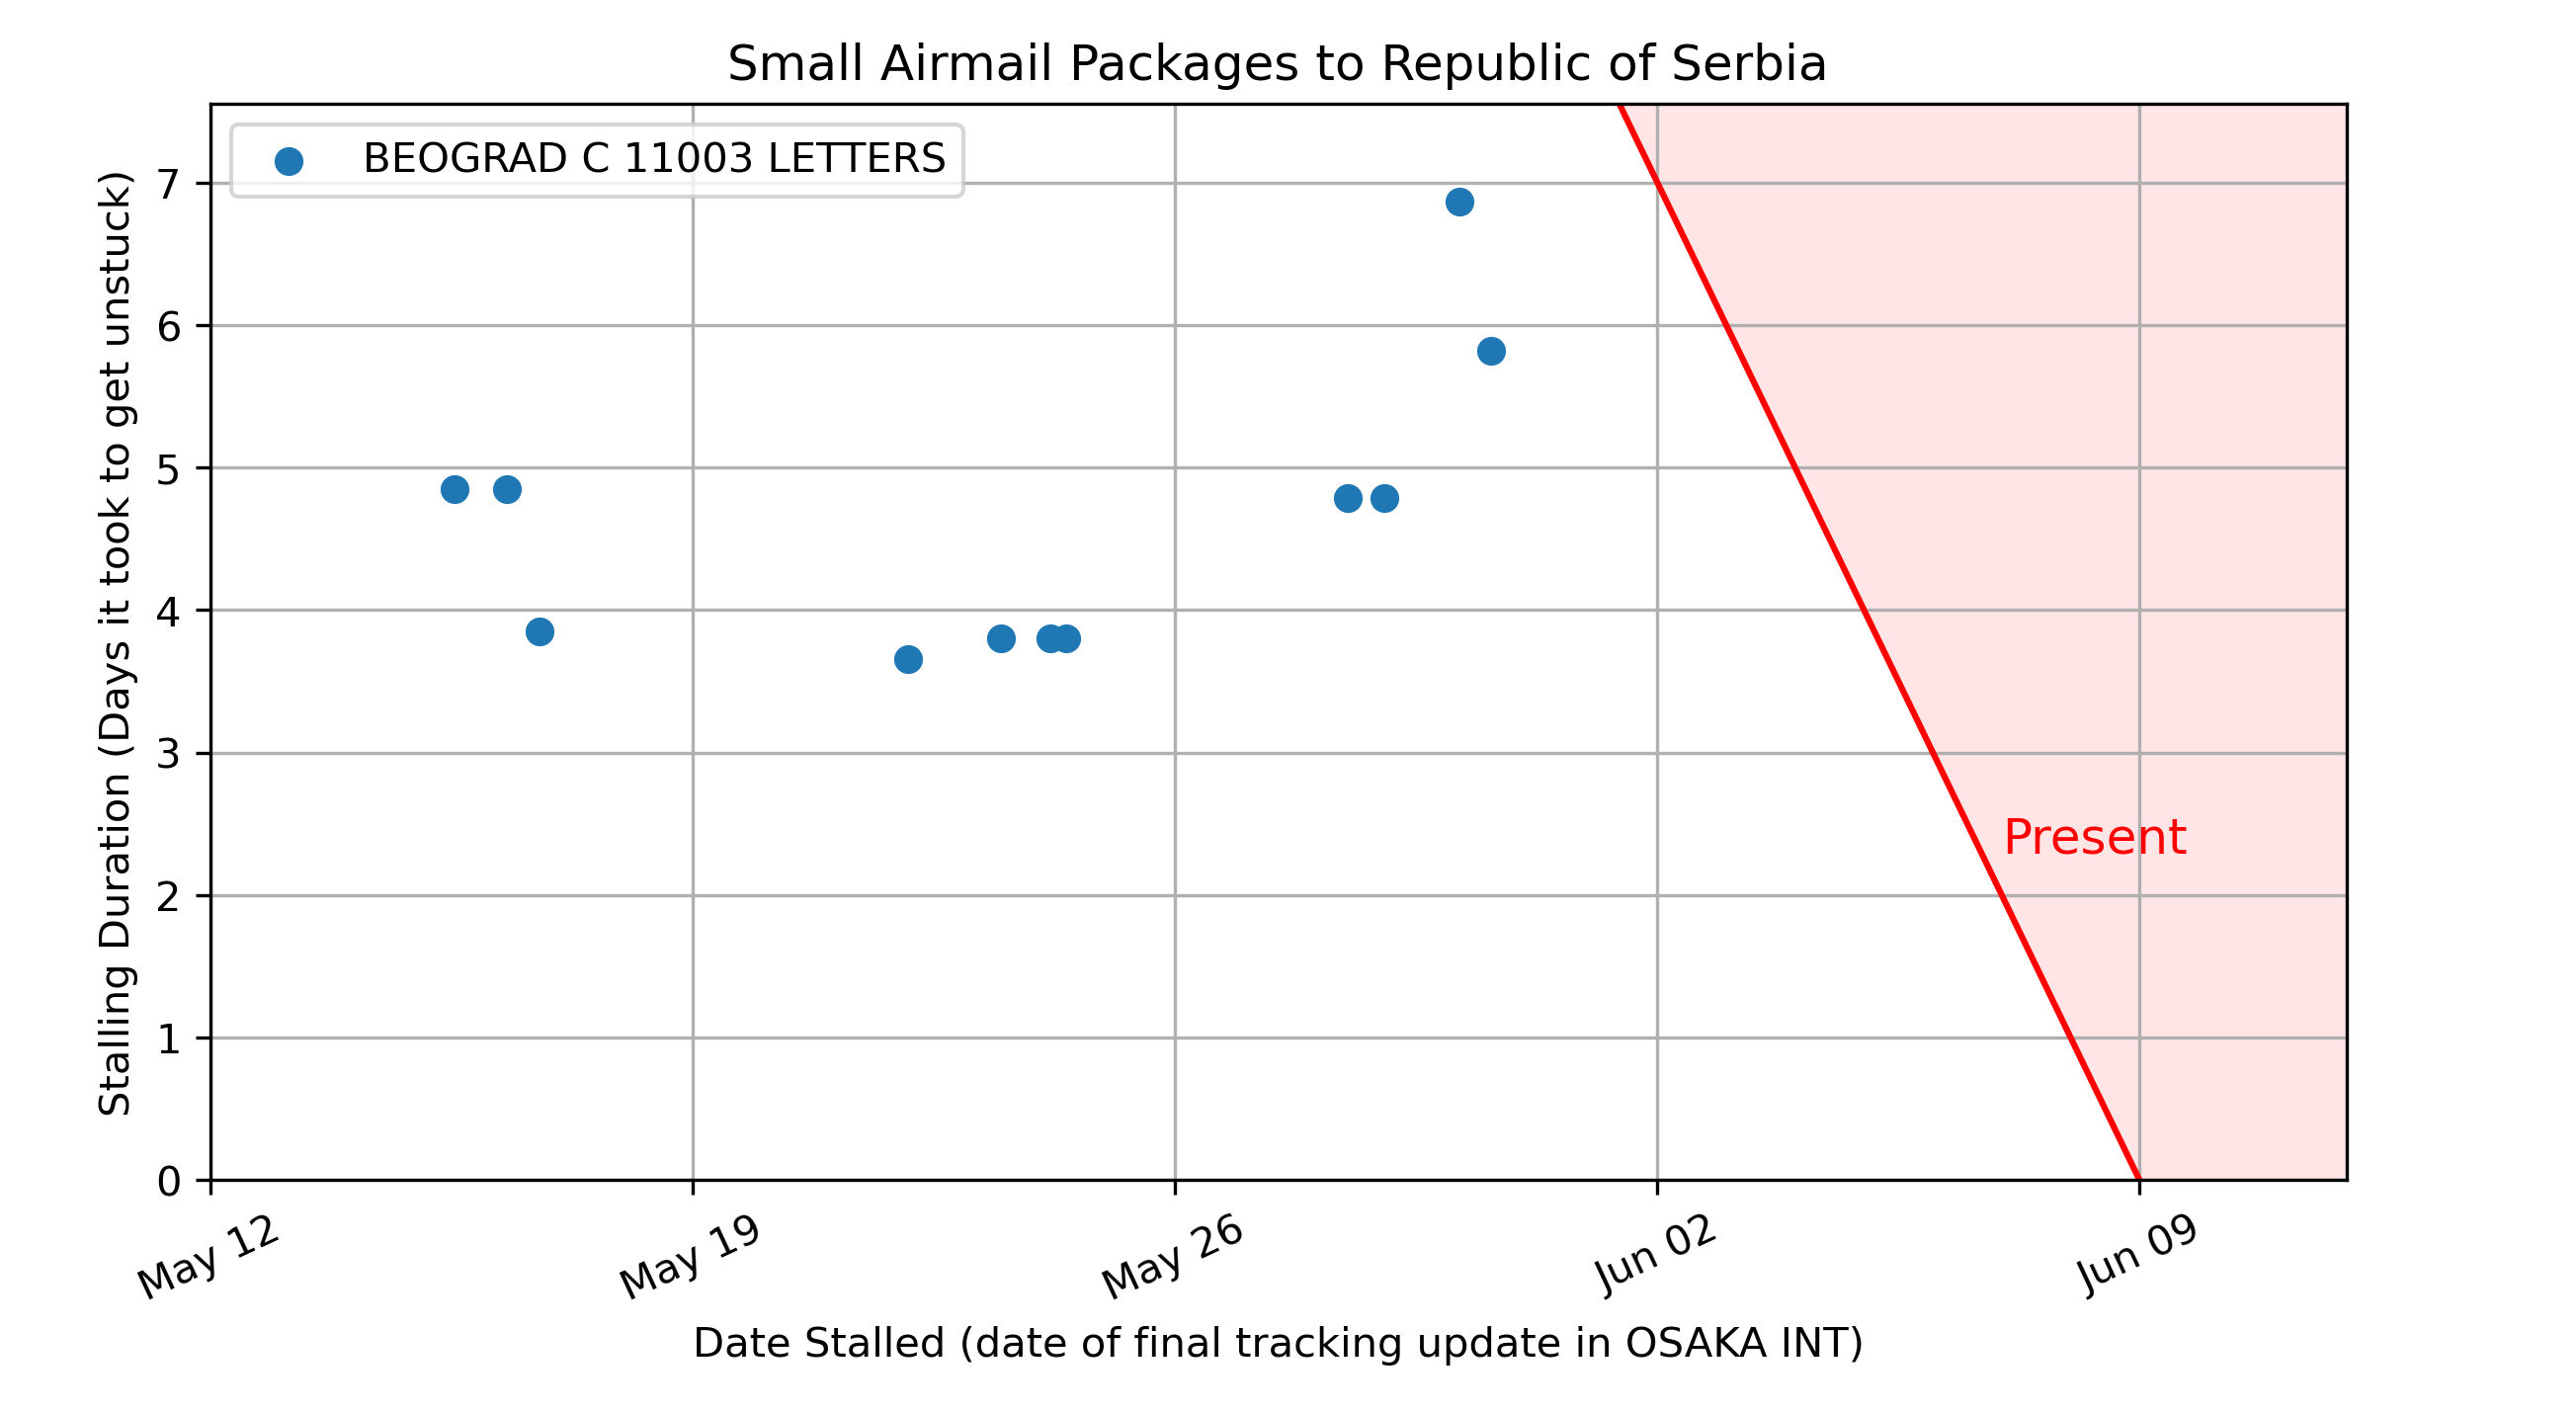 Small Airmail Packages to Republic of Serbia
BEOGRAD C 11003 LETTERS
Stalling Duration (Days it took to get unstuck)
7
6
5
4
3
2
1
0
Present
May 12
May 19
May 26
Jun 02
Jun 09
Date Stalled (date of final tracking update in OSAKA INT)